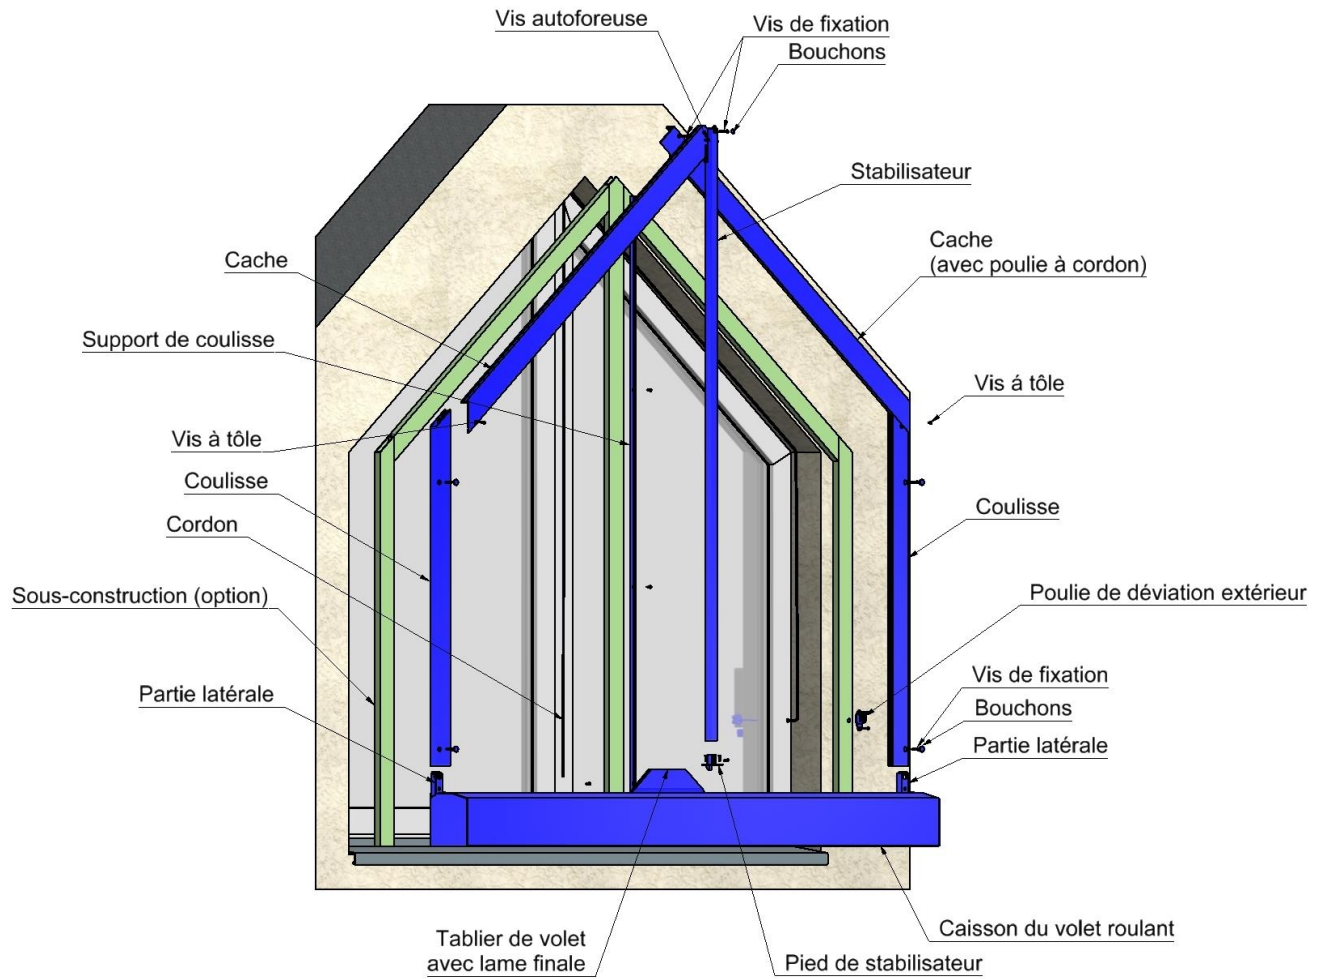 Vis autoforeuse
Vis de fixation
Bouchons
Stabilisateur
Cache
(avec poulie à cordon)
Cache
Support de coulisse
Vis á tôle
Vis à tôle
Coulisse
Coulisse
Cordon
Sous-construction (option)
Poulie de déviation extérieur
Partie latérale
Vis de fixation
Bouchons
Partie latérale
Caisson du volet roulant
Tablier de volet
avec lame finale
Pied de stabilisateur